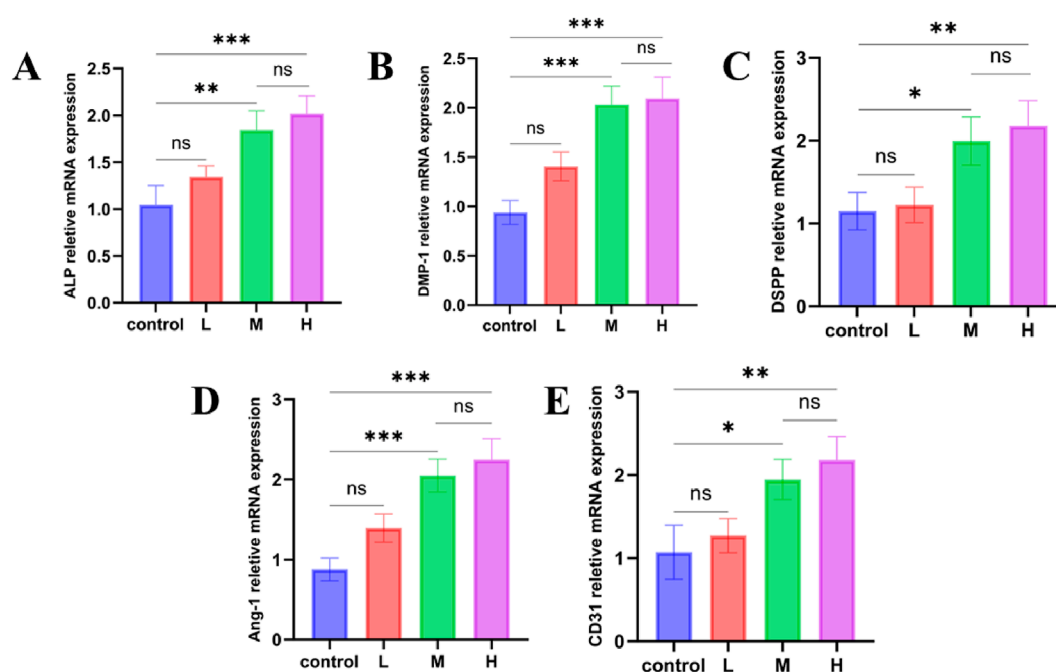 A
ALP reletive mRNA expression
2.5
2.0
1.5
1.0
0.5
0.0
***
**
ns
ns
control L M H
B
DMP-1 reletive mRNA expression
2.5
2.0
1.5
1.0
0.5
0.0
***
***
ns
ns
control L M H
C
DSPP reletive mRNA expression
3
2
1
0
**
*
ns
ns
control L M H
D
Ang-1 reletive mRNA expression
3
2
1
0
***
***
ns
ns
control L M H
E
CD31 reletive mRNA expression
3
2
1
0
**
*
ns
ns
control L M H